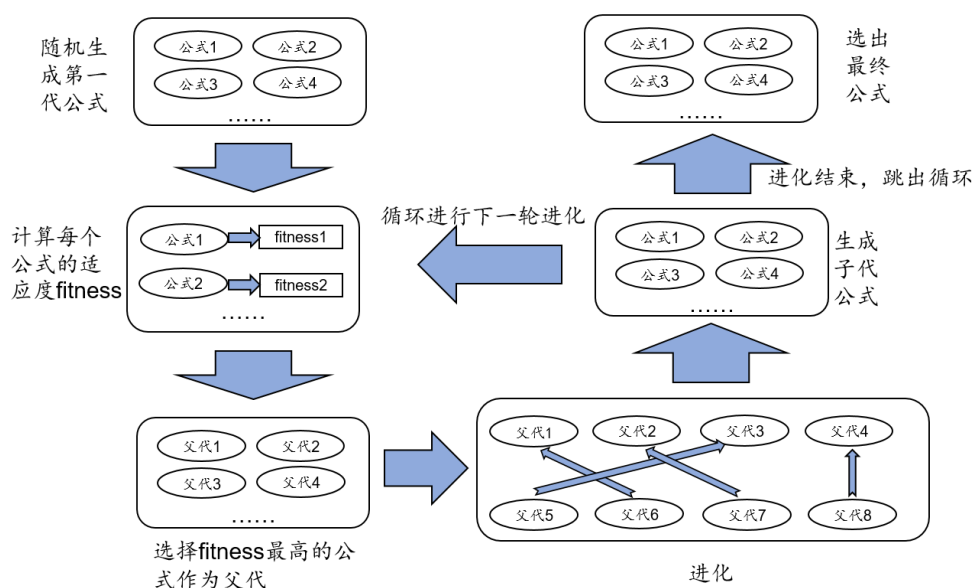 随机生
成第一
代公式
公式1
公式2
公式3
公式4
......
计算每个
公式的适
应度fitness
公式1
fitness1
公式2
fitness2
......
父代1
父代2
父代3
父代4
......
选择fitness最高的公
式作为父代
父代1
父代2
父代3
父代4
父代5
父代6
父代7
父代8
进化
公式1
公式2
公式3
公式4
......
生成
子代
公式
循环进行下一轮进化
进化结束，跳出循环
公式1
公式2
公式3
公式4
......
选出
最终
公式